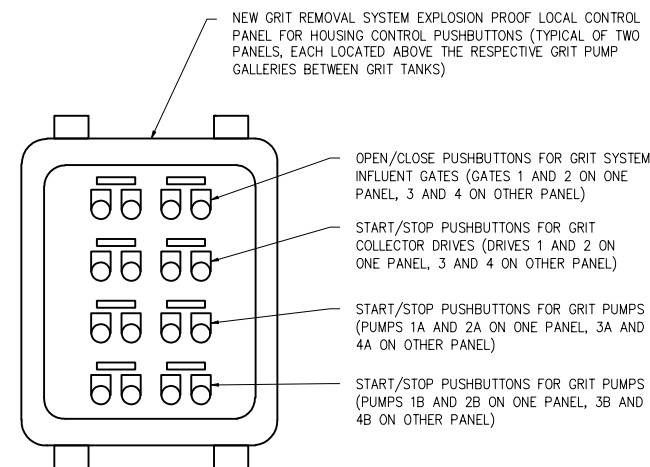 NEW GRIT REMOVAL SYSTEM EXPLOSION PROOF LOCAL CONTROL
PANEL FOR HOUSING CONTROL PUSHBUTTONS (TYPICAL OF TWO
PANELS, EACH LOCATED ABOVE THE RESPECTIVE GRIT PUMP
GALLERIES BETWEEN GRIT TANKS)
OPEN/CLOSE PUSHBUTTONS FOR GRIT SYSTEM
INFLUENT GATES (GATES 1 AND 2 ON ONE
PANEL, 3 AND 4 ON OTHER PANEL)
START/STOP PUSHBUTTONS FOR GRIT
COLLECTOR DRIVES (DRIVES 1 AND 2 ON
ONE PANEL, 3 AND 4 ON OTHER PANEL)
START/STOP PUSHBUTTONS FOR GRIT PUMPS
(PUMPS 1A AND 2A ON ONE PANEL, 3A AND
4A ON OTHER PANEL)
START/STOP PUSHBUTTONS FOR GRIT PUMPS
(PUMPS 1B AND 2B ON ONE PANEL, 3B AND
4B ON OTHER PANEL)